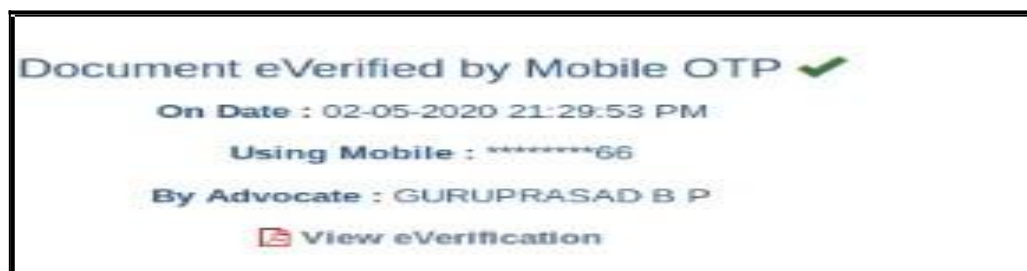 Document eVerified by Mobile OTP ✔
On Date : 02-05-2020 21:29:53 PM
Using Mobile : ********66
By Advocate : GURUPRASAD B P
View eVerification